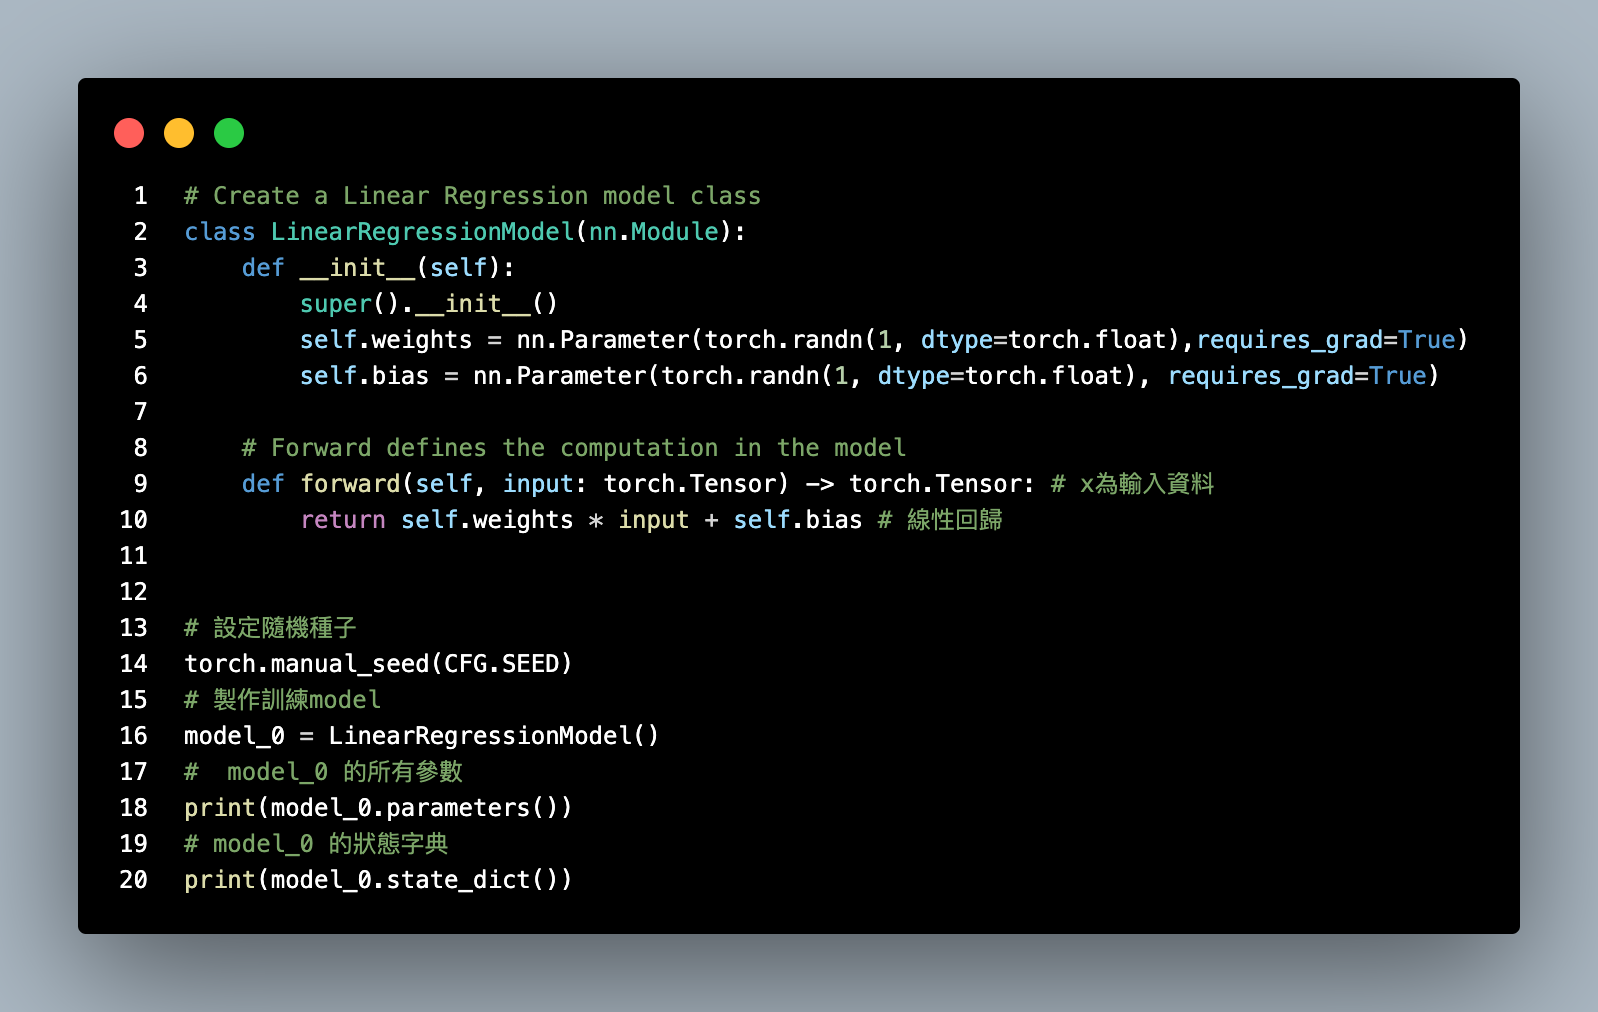 1 # Create a Linear Regression model class
2 class LinearRegressionModel(nn.Module):
3     def __init__(self):
4         super().__init__()
5         self.weights = nn.Parameter(torch.randn(1, dtype=torch.float),requires_grad=True)
6         self.bias = nn.Parameter(torch.randn(1, dtype=torch.float), requires_grad=True)
7
8     # Forward defines the computation in the model
9     def forward(self, input: torch.Tensor) -> torch.Tensor: # x為輸入資料
10         return self.weights * input + self.bias # 線性回歸
11
12
13 # 設定隨機種子
14 torch.manual_seed(CFG.SEED)
15 # 製作訓練model
16 model_0 = LinearRegressionModel()
17 #  model_0 的所有參數
18 print(model_0.parameters())
19 # model_0 的狀態字典
20 print(model_0.state_dict())